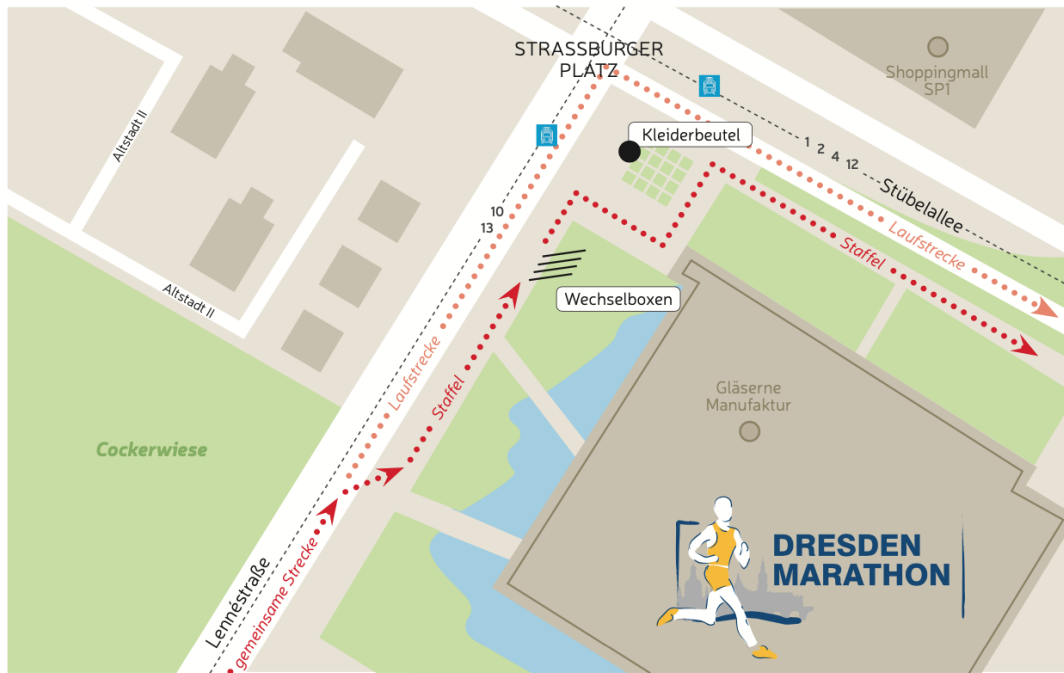 STRASSBURGER
PLATZ
Shoppingmall
SP1
Kleiderbeutel
Altstadt II
1 2 4 12
Stübelallee
10
13
Laufstrecke
Staffel
Wechselboxen
Altstadt II
Laufstrecke
Staffel
Gläserne
Manufaktur
Cockerwiese
Lennéstraße
gemeinsame Strecke
DRESDEN
MARATHON